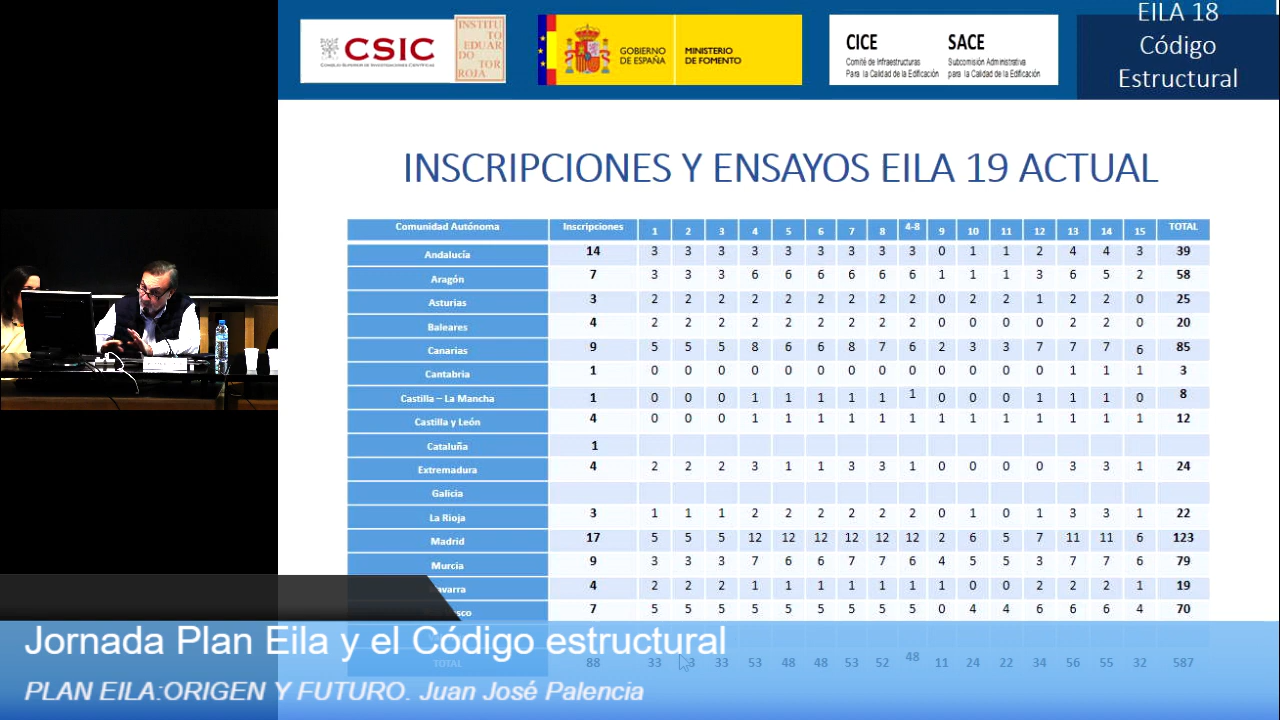 CSIC
CONSEJO SUPERIOR DE INVESTIGACIONES CIENTÍFICAS
INSTITU
TO
EDUAR
DO TOR
ROJA
GOBIERNO
DE ESPAÑA
MINISTERIO
DE FOMENTO
CICE
Comité de Infraestructuras
Para la Calidad de la Edificación
SACE
Subcomisión Administrativa
para la Calidad de la Edificación
EILA 18
Código
Estructural
INSCRIPCIONES Y ENSAYOS EILA 19 ACTUAL
Comunidad Autónoma Inscripciones 1 2 3 4 5 6 7 8 4-8 9 10 11 12 13 14 15 TOTAL
Andalucía 14 3 3 3 3 3 3 3 3 3 0 1 1 2 4 4 3 39
Aragón 7 3 3 3 6 6 6 6 6 6 1 1 1 3 6 5 2 58
Asturias 3 2 2 2 2 2 2 2 2 2 0 2 2 1 2 2 0 25
Baleares 4 2 2 2 2 2 2 2 2 2 0 0 0 0 2 2 0 20
Canarias 9 5 5 5 8 6 6 8 7 6 2 3 3 7 7 7 6 85
Cantabria 1 0 0 0 0 0 0 0 0 0 0 0 0 0 1 1 1 3
Castilla – La Mancha 1 0 0 0 1 1 1 1 1 1 0 0 0 1 1 1 0 8
Castilla y León 4 0 0 0 1 1 1 1 1 1 1 1 1 1 1 1 1 12
Cataluña 1
Extremadura 4 2 2 2 3 1 1 3 3 1 0 0 0 0 3 3 1 24
Galicia
La Rioja 3 1 1 1 2 2 2 2 2 2 0 1 0 1 3 3 1 22
Madrid 17 5 5 5 12 12 12 12 12 12 2 6 5 7 11 11 6 123
Murcia 9 3 3 3 7 6 6 7 7 6 4 5 5 3 7 7 6 79
avarra 4 2 2 2 1 1 1 1 1 1 1 0 0 2 2 2 1 19
sco 7 5 5 5 5 5 5 5 5 5 0 4 4 6 6 6 4 70
TOTAL 88 33 3 33 53 48 48 53 52 48 11 24 22 34 56 55 32 587
Jornada Plan Eila y el Código estructural
PLAN EILA:ORIGEN Y FUTURO. Juan José Palencia